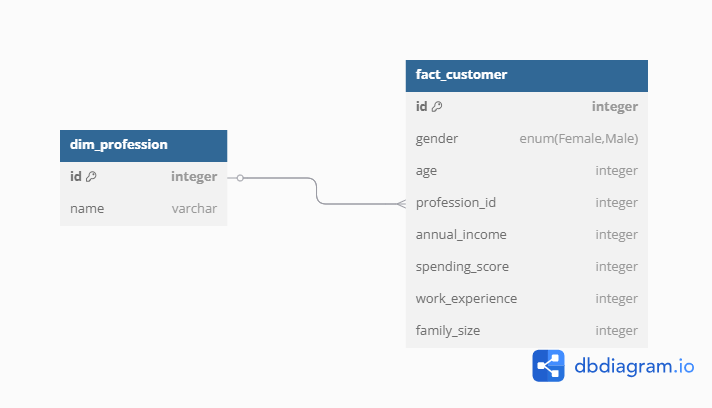 dim_profession
id integer
name varchar
fact_customer
id integer
gender enum(Female,Male)
age integer
profession_id integer
annual_income integer
spending_score integer
work_experience integer
family_size integer
dbdiagram.io